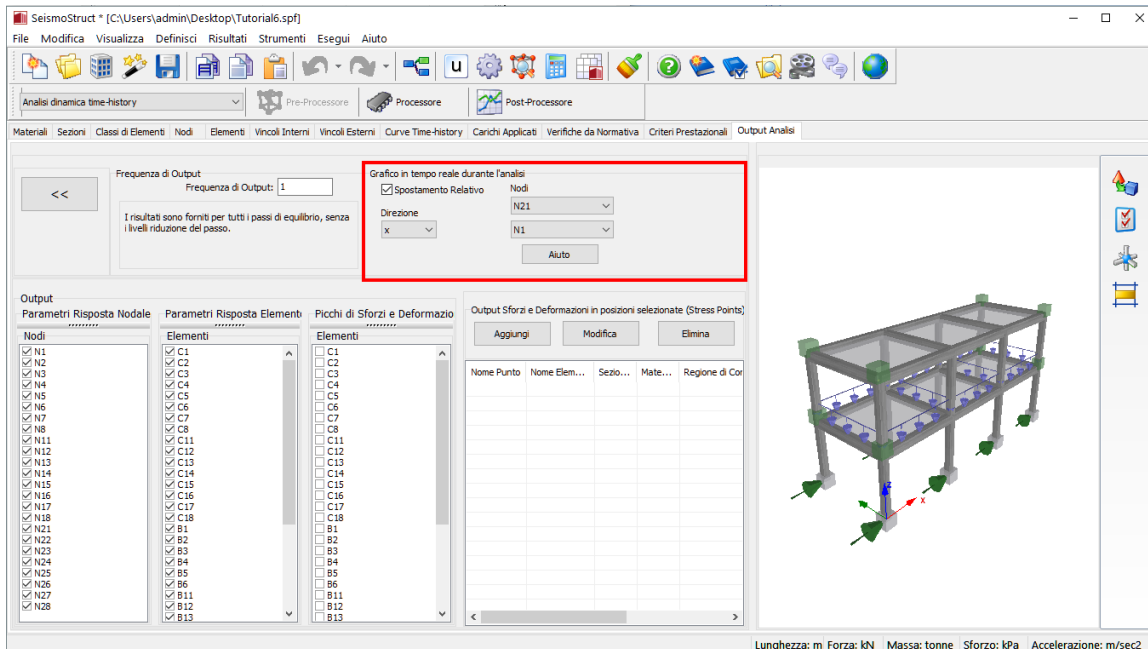 SeismoStruct * [C:\Users\admin\Desktop\Tutorial6.spf]
File Modifica Visualizza Definisci Risultati Strumenti Esegui Aiuto
u
Analisi dinamica time-history
Pre-Processore
Processore
Post-Processore
Materiali Sezioni Classi di Elementi Nodi Elementi Vincoli Interni Vincoli Esterni Curve Time-history Carichi Applicati Verifiche da Normativa Criteri Prestazionali Output Analisi
<<
Frequenza di Output
Frequenza di Output: 1
I risultati sono forniti per tutti i passi di equilibrio, senza
i livelli riduzione del passo.
Grafico in tempo reale durante l'analisi
Spostamento Relativo
Nodi
N21
Direzione
x
N1
Aiuto
Output
Parametri Risposta Nodale
Nodi
N1
N2
N3
N4
N5
N6
N7
N8
N11
N12
N13
N14
N15
N16
N17
N18
N21
N22
N23
N24
N25
N26
N27
N28
Parametri Risposta Elemento
Elementi
C1
C2
C3
C4
C5
C6
C7
C8
C11
C12
C13
C14
C15
C16
C17
C18
B1
B2
B3
B4
B5
B6
B11
B12
B13
Picchi di Sforzi e Deformazio
Elementi
C1
C2
C3
C4
C5
C6
C7
C8
C11
C12
C13
C14
C15
C16
C17
C18
B1
B2
B3
B4
B5
B6
B11
B12
B13
Output Sforzi e Deformazioni in posizioni selezionate (Stress Points)
Aggiungi
Modifica
Elimina
Nome Punto Nome Elem... Sezio... Mate... Regione di Cor
z
x
Lunghezza: m Forza: kN Massa: tonne Sforzo: kPa Accelerazione: m/sec2